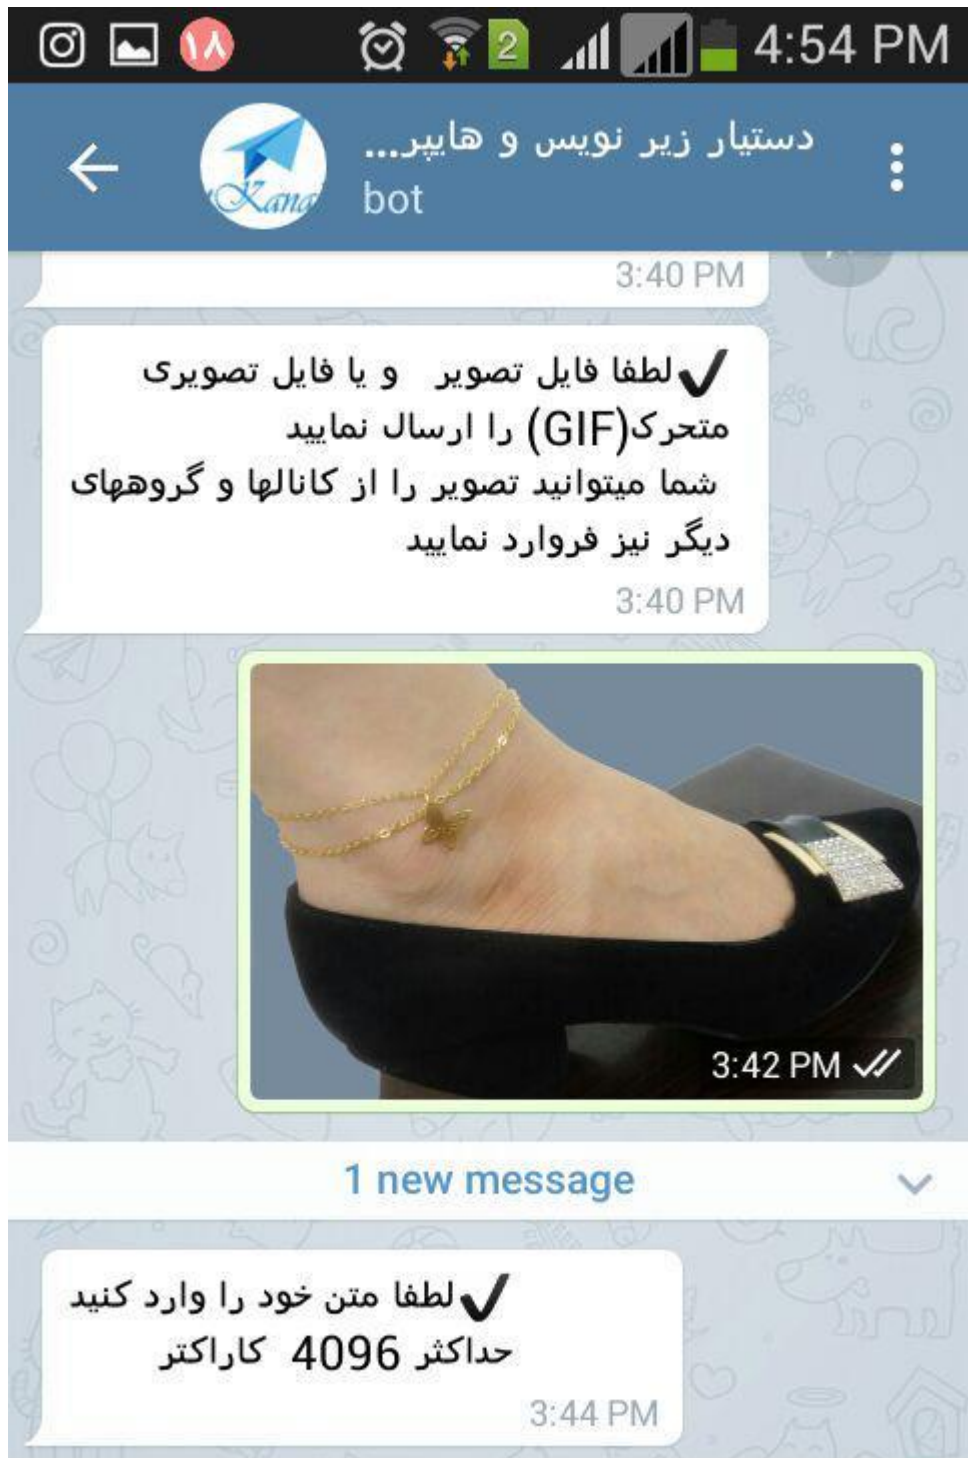 ۱۸
2
4:54 PM
دستیار زیر نویس و هایپر...
Kana
bot
3:40 PM
✔لطفا فایل تصویر و یا فایل تصویری
متحرک(GIF) را ارسال نمایید
شما میتوانید تصویر را از کانالها و گروههای
دیگر نیز فروارد نمایید
3:40 PM
3:42 PM
1 new message
✔لطفا متن خود را وارد کنید
حداکثر 4096 کاراکتر
3:44 PM